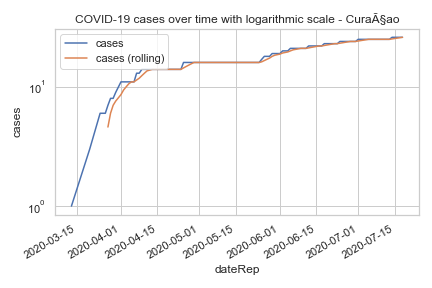 COVID-19 cases over time with logarithmic scale - CuraÃ§ao
cases
cases (rolling)
10¹
10⁰
cases
2020-03-15
2020-04-01
2020-04-15
2020-05-01
2020-05-15
2020-06-01
2020-06-15
2020-07-01
2020-07-15
dateRep